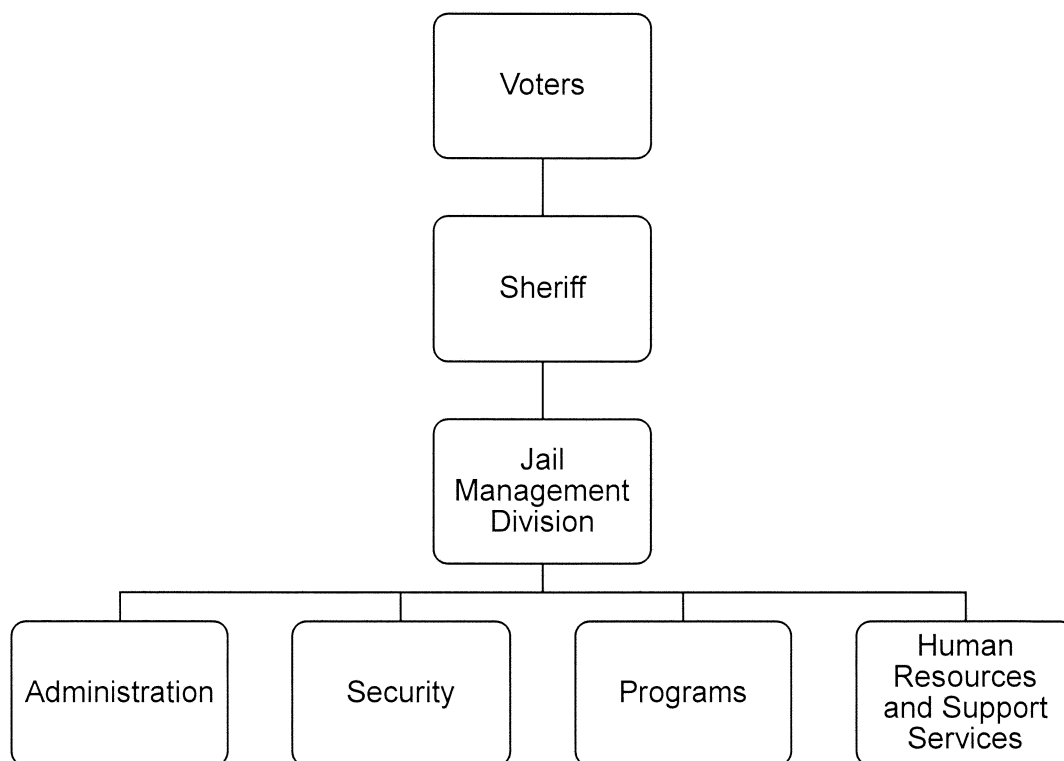 Voters
Sheriff
Jail
Management
Division
Administration
Security
Programs
Human
Resources
and Support
Services